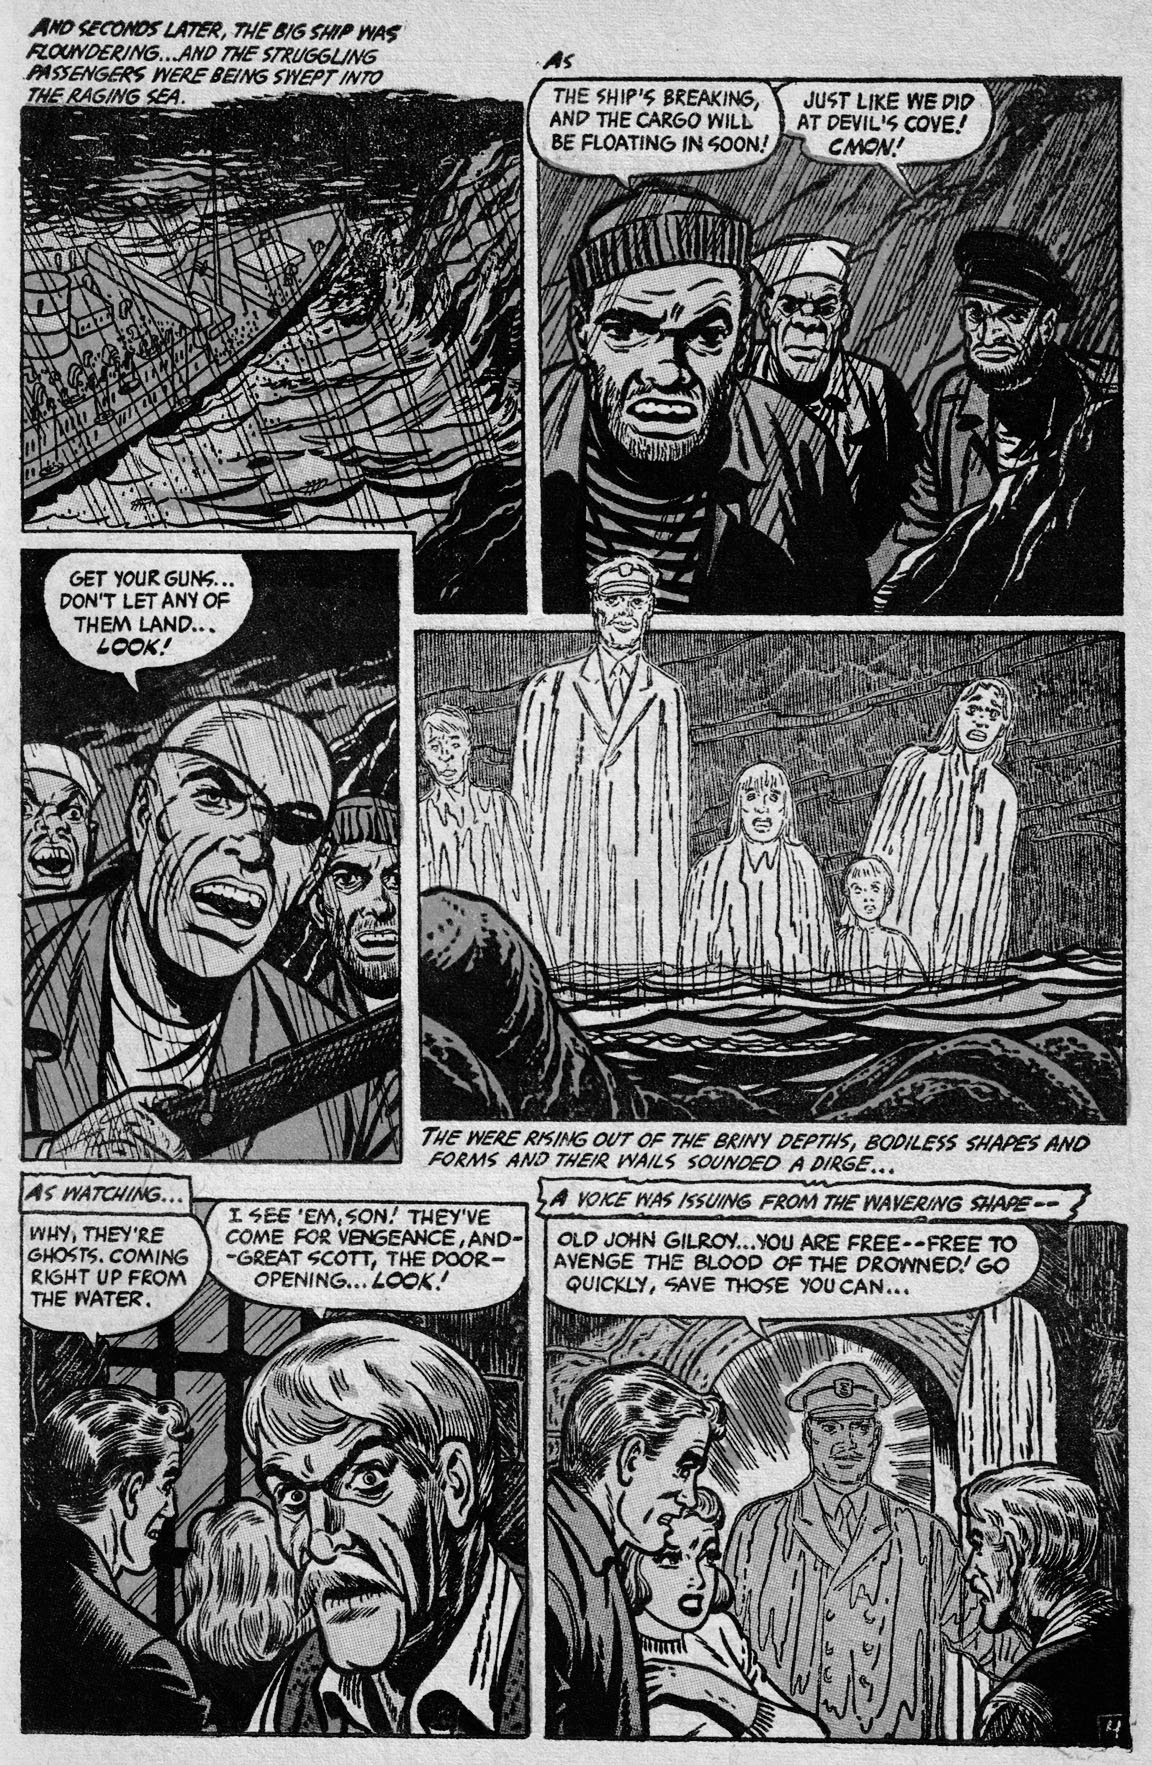 AND SECONDS LATER, THE BIG SHIP WAS
FLOUNDERING...AND THE STRUGGLING
PASSENGERS WERE BEING SWEPT INTO
THE RAGING SEA.
AS
THE SHIP'S BREAKING,
AND THE CARGO WILL
BE FLOATING IN SOON!
JUST LIKE WE DID
AT DEVIL'S COVE!
CMON!
GET YOUR GUNS...
DON'T LET ANY OF
THEM LAND...
LOOK!
THE WERE RISING OUT OF THE BRINY DEPTHS, BODILESS SHAPES AND
FORMS AND THEIR WAILS SOUNDED A DIRGE...
AS WATCHING...
WHY, THEY'RE
GHOSTS. COMING
RIGHT UP FROM
THE WATER.
I SEE 'EM, SON! THEY'VE
COME FOR VENGEANCE, AND-
-GREAT SCOTT, THE DOOR-
OPENING... LOOK!
A VOICE WAS ISSUING FROM THE WAVERING SHAPE--
OLD JOHN GILROY...YOU ARE FREE--FREE TO
AVENGE THE BLOOD OF THE DROWNED! GO
QUICKLY, SAVE THOSE YOU CAN...
4